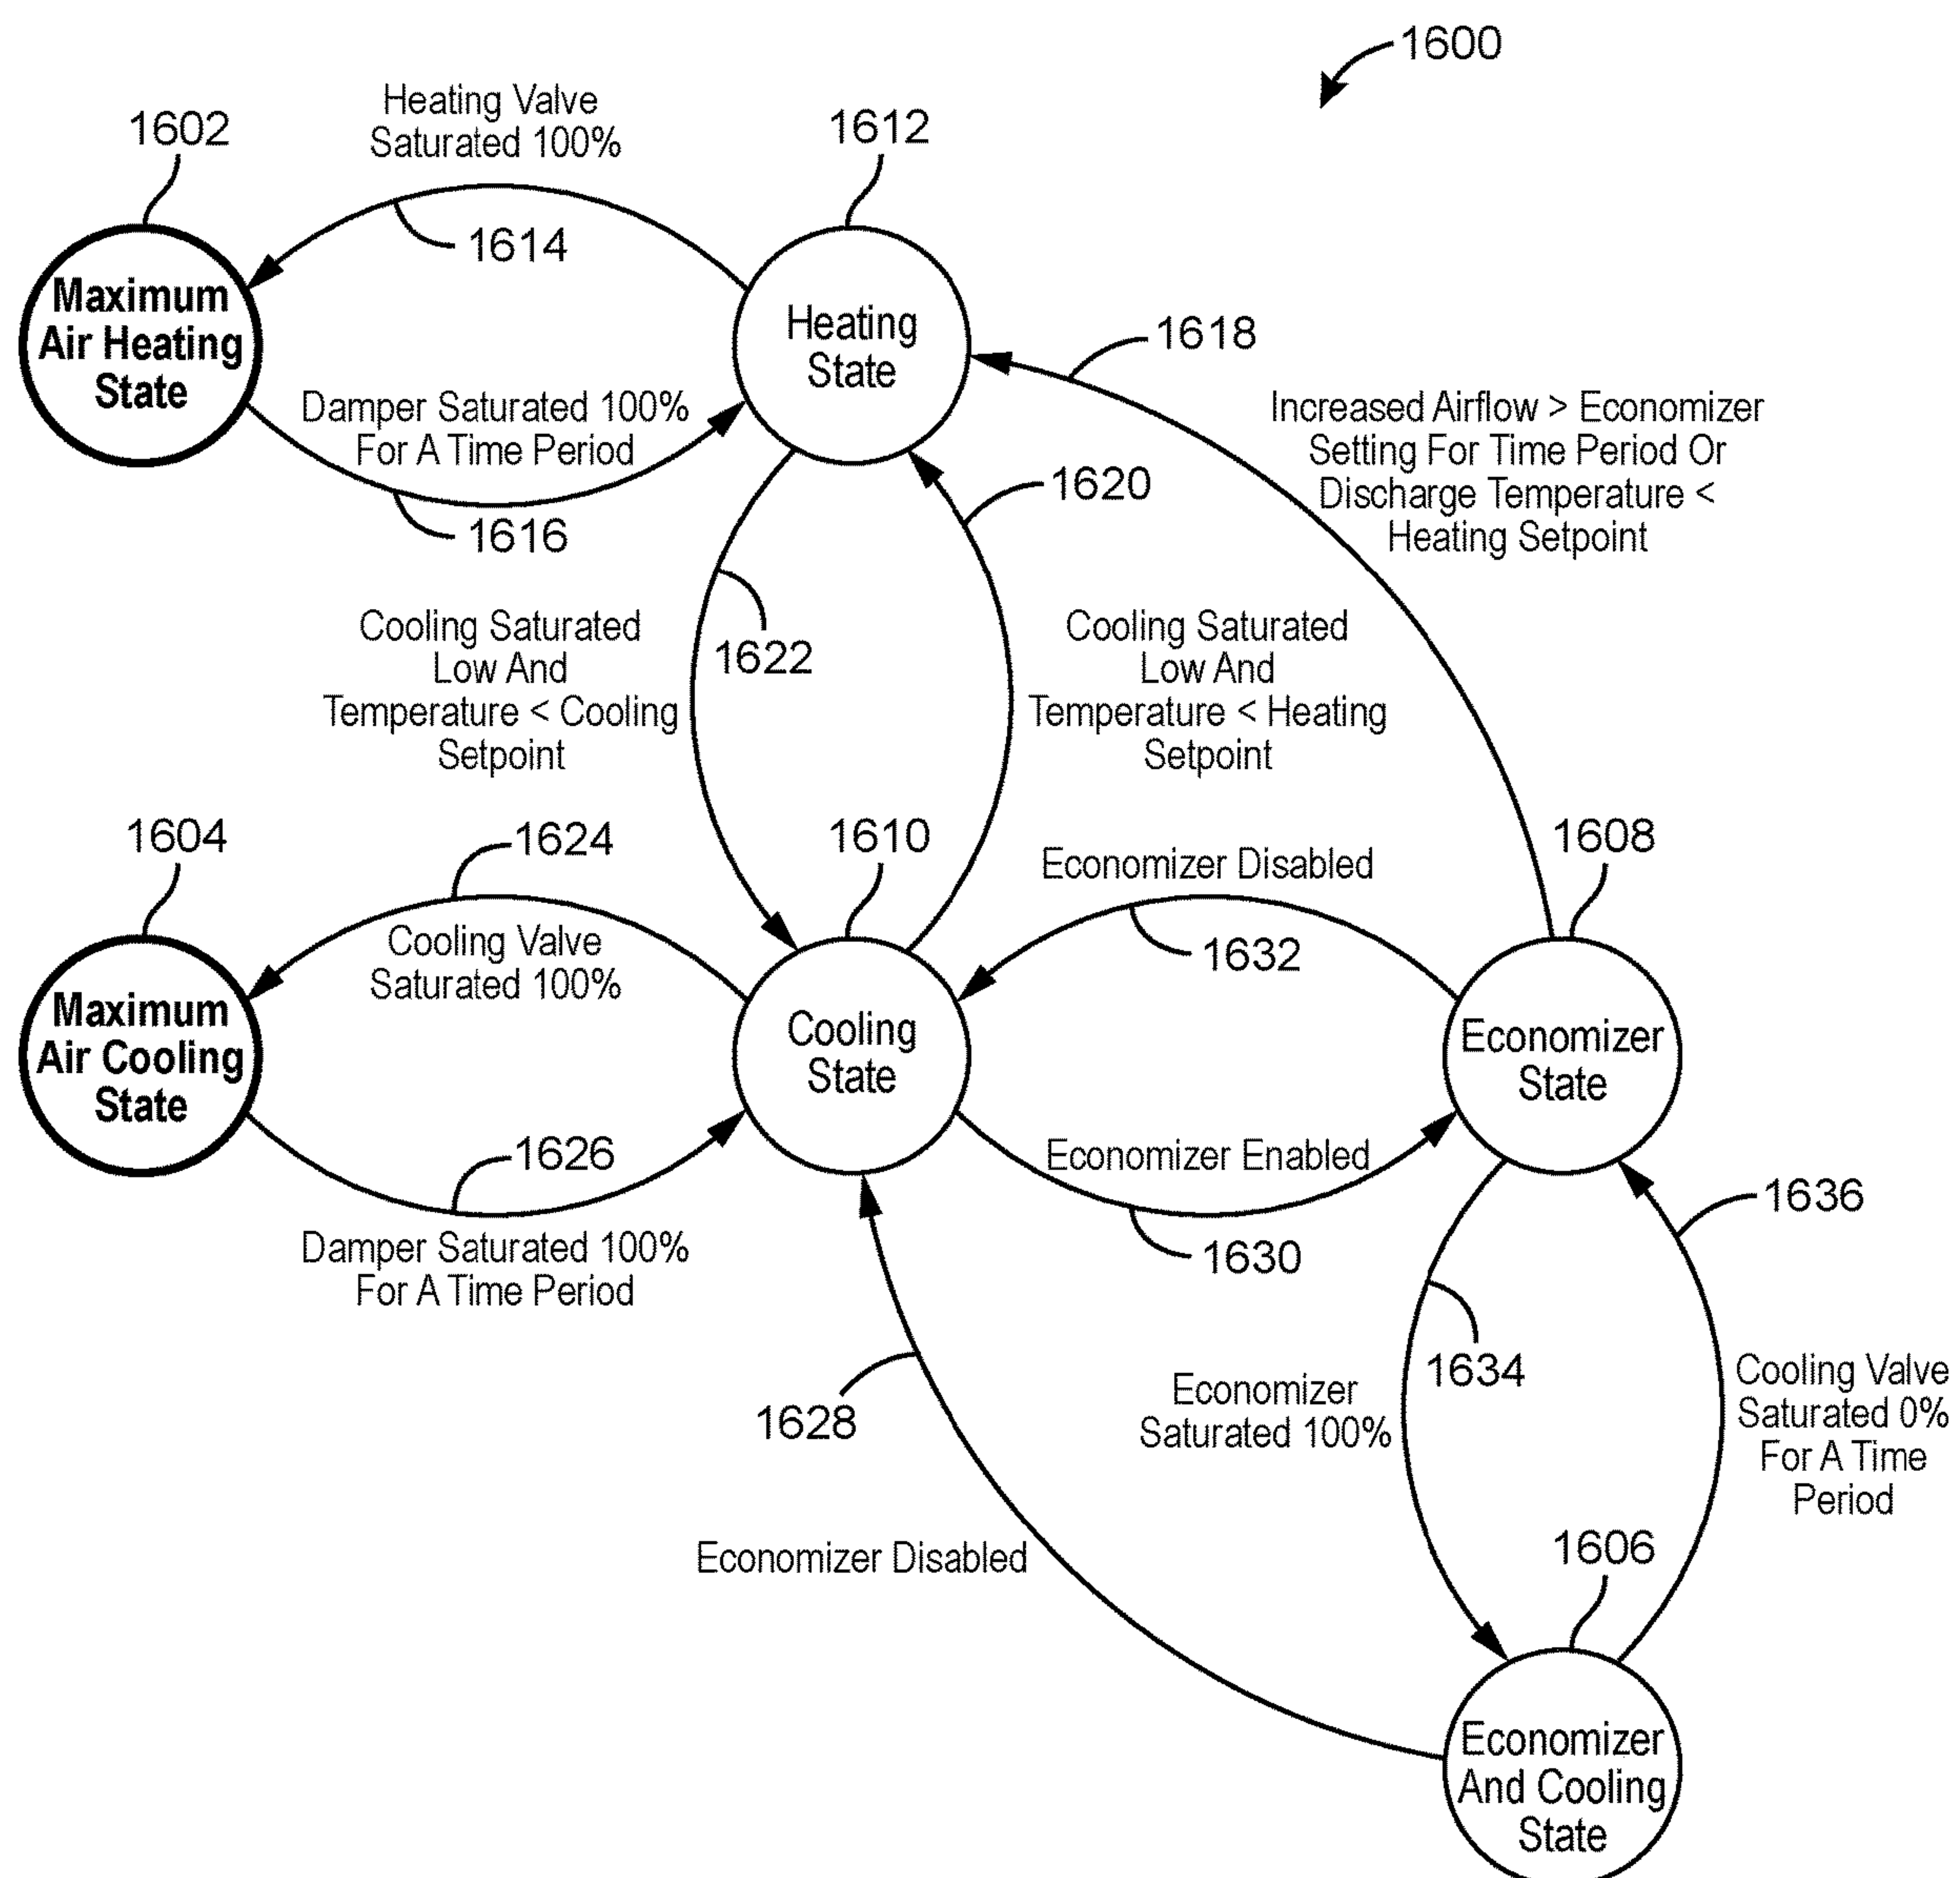 1600
Heating Valve
Saturated 100%
1602
1612
1614
Maximum
Air Heating
State
Heating
State
1618
Damper Saturated 100%
For A Time Period
1616
Increased Airflow > Economizer
Setting For Time Period Or
Discharge Temperature <
Heating Setpoint
1620
Cooling Saturated
Low And
Temperature < Cooling
Setpoint
1622
Cooling Saturated
Low And
Temperature < Heating
Setpoint
1604
1624
1610
1608
Economizer Disabled
Cooling Valve
Saturated 100%
1632
Maximum
Air Cooling
State
Cooling
State
Economizer
State
1626
Economizer Enabled
1630
1636
Damper Saturated 100%
For A Time Period
1628
1634
Economizer
Saturated 100%
Cooling Valve
Saturated 0%
For A Time
Period
Economizer Disabled
1606
Economizer
And Cooling
State